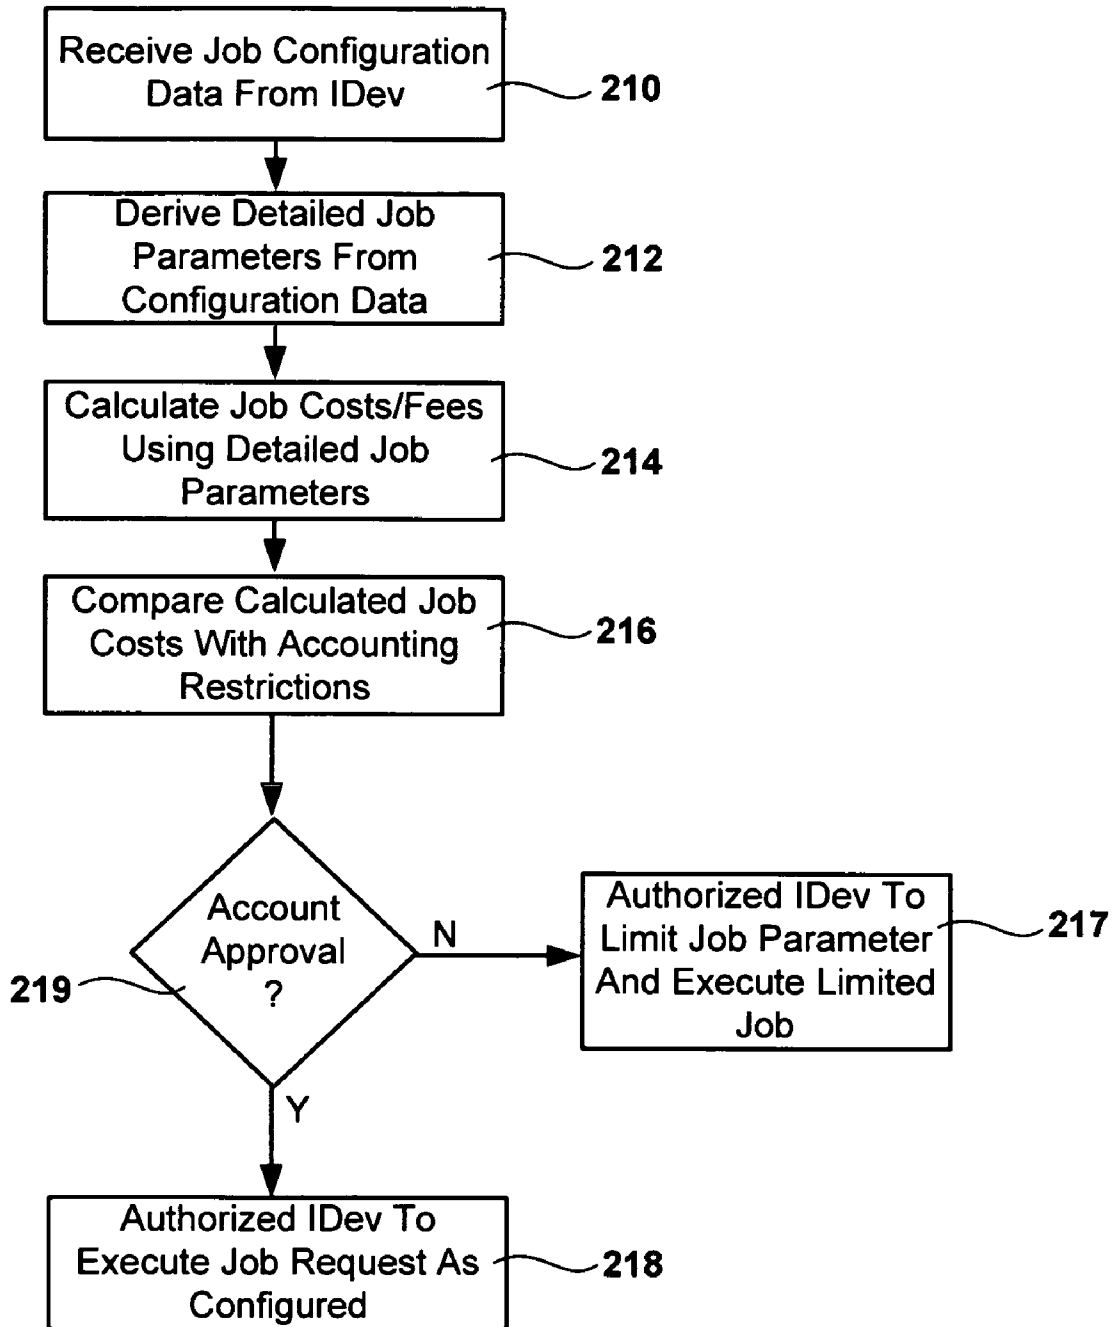 Receive Job Configuration
Data From IDev
210
Derive Detailed Job
Parameters From
Configuration Data
212
Calculate Job Costs/Fees
Using Detailed Job
Parameters
214
Compare Calculated Job
Costs With Accounting
Restrictions
216
Account
Approval
?
219
N
Authorized IDev To
Limit Job Parameter
And Execute Limited
Job
217
Y
Authorized IDev To
Execute Job Request As
Configured
218